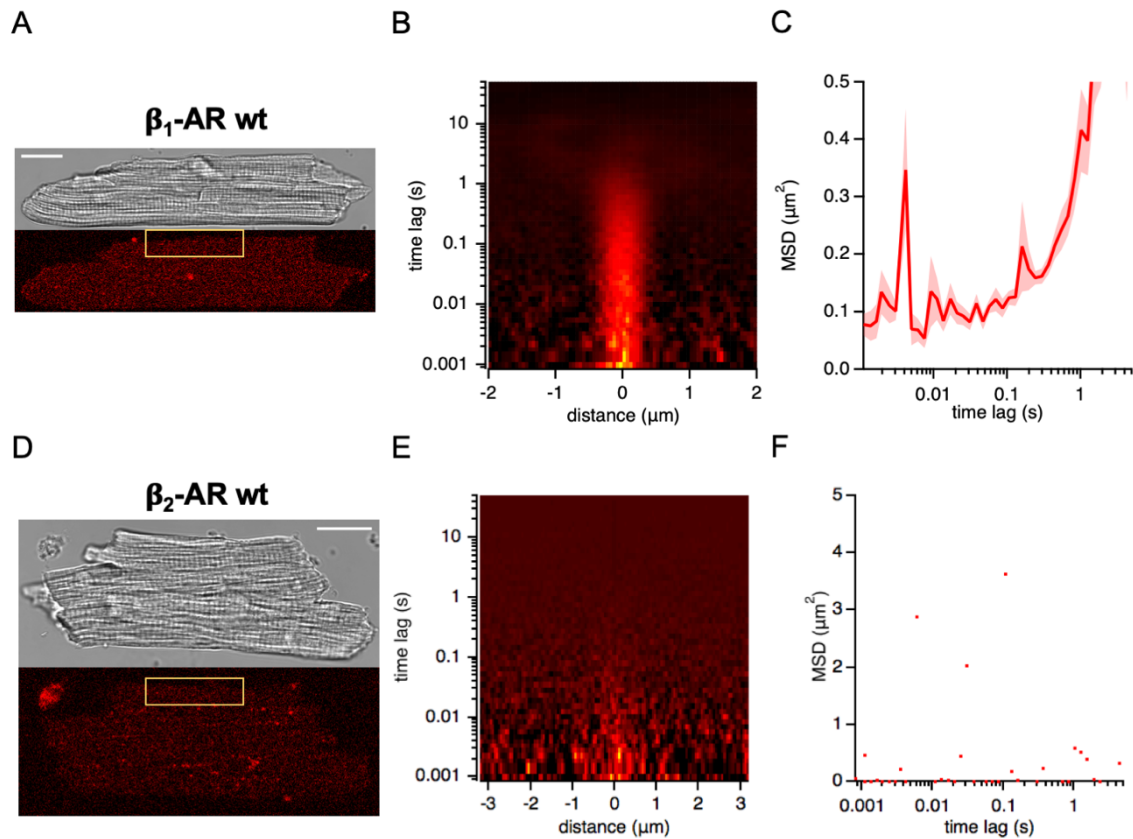 A
B
C
β₁-AR wt
time lag (s)
10
1
0.1
0.01
0.001
-2
-1
0
1
2
distance (µm)
MSD (µm²)
0.5
0.4
0.3
0.2
0.1
0.0
0.01
0.1
1
time lag (s)
D
E
F
β₂-AR wt
time lag (s)
10
1
0.1
0.01
0.001
-3
-2
-1
0
1
2
3
distance (µm)
MSD (µm²)
5
4
3
2
1
0
0.001
0.01
0.1
1
time lag (s)